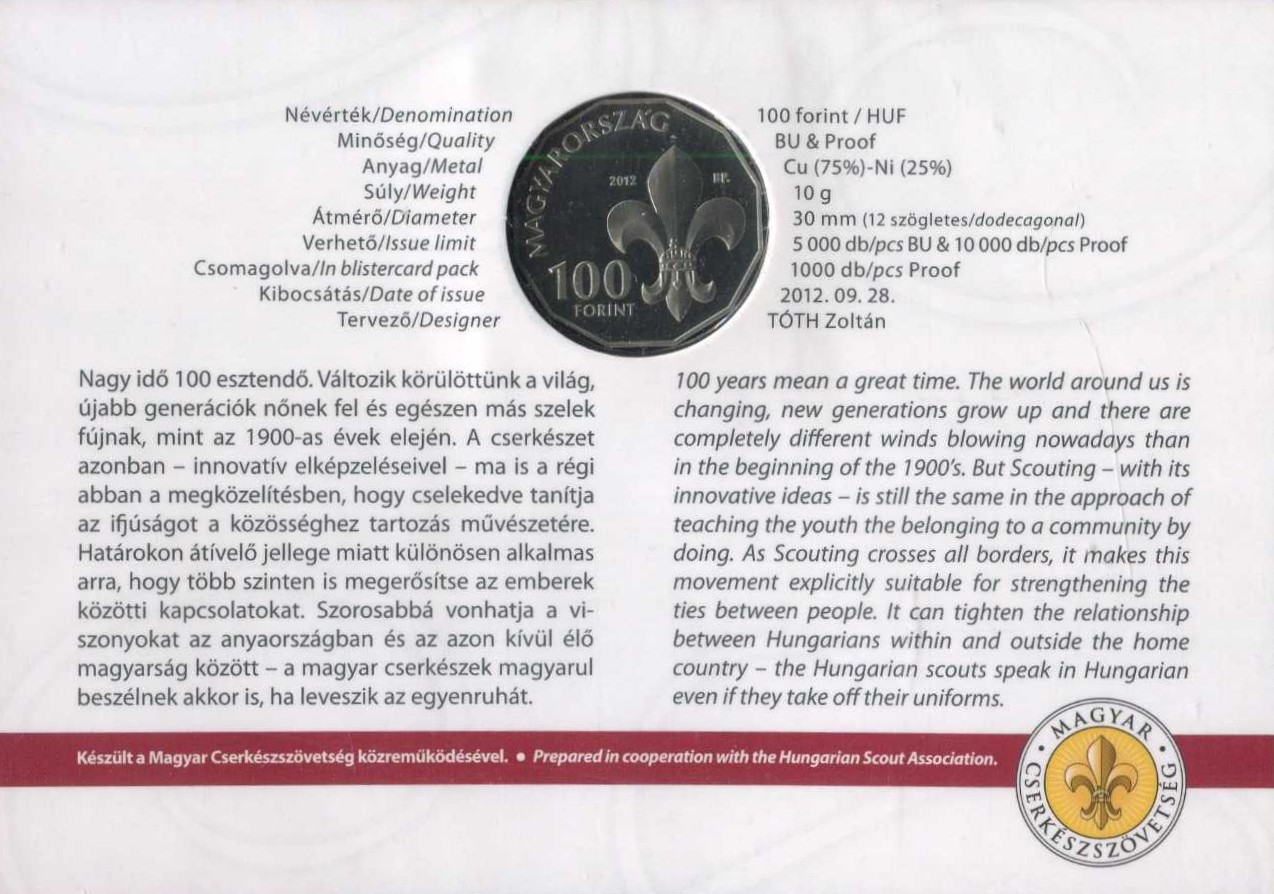 Névérték/Denomination 100 forint / HUF
Minőség/Quality BU & Proof
Anyag/Metal Cu (75%)-Ni (25%)
Súly/Weight 10 g
Átmérő/Diameter 30 mm (12 szögletes/dodecagonal)
Verhető/Issue limit 5 000 db/pcs BU & 10 000 db/pcs Proof
Csomagolva/In blistercard pack 1000 db/pcs Proof
Kibocsátás/Date of issue 2012. 09. 28.
Tervező/Designer TÓTH Zoltán
MAGYARORSZÁG
2012 BP.
100
FORINT
Nagy idő 100 esztendő. Változik körülöttünk a világ,
újabb generációk nőnek fel és egészen más szelek
fújnak, mint az 1900-as évek elején. A cserkészet
azonban – innovatív elképzeléseivel – ma is a régi
abban a megközelítésben, hogy cselekedve tanítja
az ifjúságot a közösséghez tartozás művészetére.
Határokon átívelő jellege miatt különösen alkalmas
arra, hogy több szinten is megerősítse az emberek
közötti kapcsolatokat. Szorosabbá vonhatja a vi-
szonyokat az anyaországban és az azon kívül élő
magyarság között – a magyar cserkészek magyarul
beszélnek akkor is, ha leveszik az egyenruhát.
100 years mean a great time. The world around us is
changing, new generations grow up and there are
completely different winds blowing nowadays than
in the beginning of the 1900's. But Scouting – with its
innovative ideas – is still the same in the approach of
teaching the youth the belonging to a community by
doing. As Scouting crosses all borders, it makes this
movement explicitly suitable for strengthening the
ties between people. It can tighten the relationship
between Hungarians within and outside the home
country – the Hungarian scouts speak in Hungarian
even if they take off their uniforms.
Készült a Magyar Cserkészszövetség közreműködésével. • Prepared in cooperation with the Hungarian Scout Association.
MAGYAR • CSERKÉSZSZÖVETSÉG •